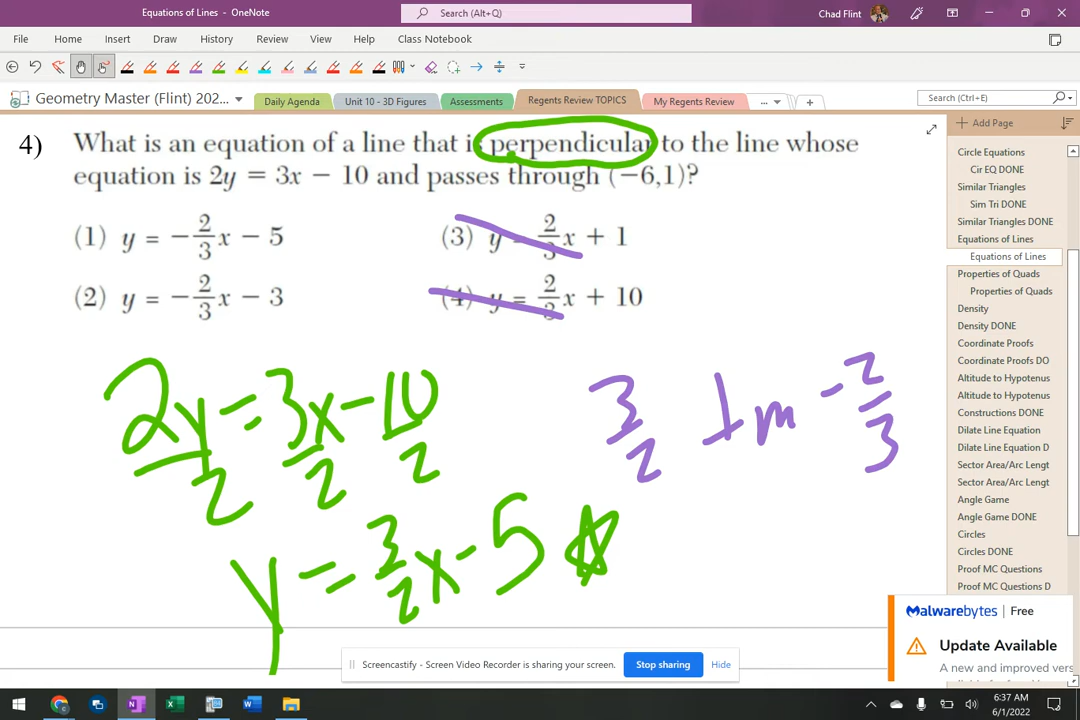 Equations of Lines - OneNote
Search (Alt+Q)
Chad Flint
File Home Insert Draw History Review View Help Class Notebook
Geometry Master (Flint) 202...
Daily Agenda
Unit 10 - 3D Figures
Assessments
Regents Review TOPICS
My Regents Review
...
Search (Ctrl+E)
4) What is an equation of a line that is perpendicular to the line whose
equation is 2y = 3x − 10 and passes through (−6,1)?
(1) y = −2/3x − 5
(3) y = 2/3x + 1
(2) y = −2/3x − 3
(4) y = 2/3x + 10
2y/2 = 3x/2 - 10/2
3/2 ⊥m -2/3
y = 3/2x - 5
Add Page
Circle Equations
Cir EQ DONE
Similar Triangles
Sim Tri DONE
Similar Triangles DONE
Equations of Lines
Equations of Lines
Properties of Quads
Properties of Quads
Density
Density DONE
Coordinate Proofs
Coordinate Proofs DO
Altitude to Hypotenus
Altitude to Hypotenus
Constructions DONE
Dilate Line Equation
Dilate Line Equation D
Sector Area/Arc Lengt
Sector Area/Arc Lengt
Angle Game
Angle Game DONE
Circles
Circles DONE
Proof MC Questions
Proof MC Questions D
Malwarebytes | Free
Update Available
A new and improved vers
Screencastify - Screen Video Recorder is sharing your screen.
Stop sharing
Hide
6:37 AM
6/1/2022